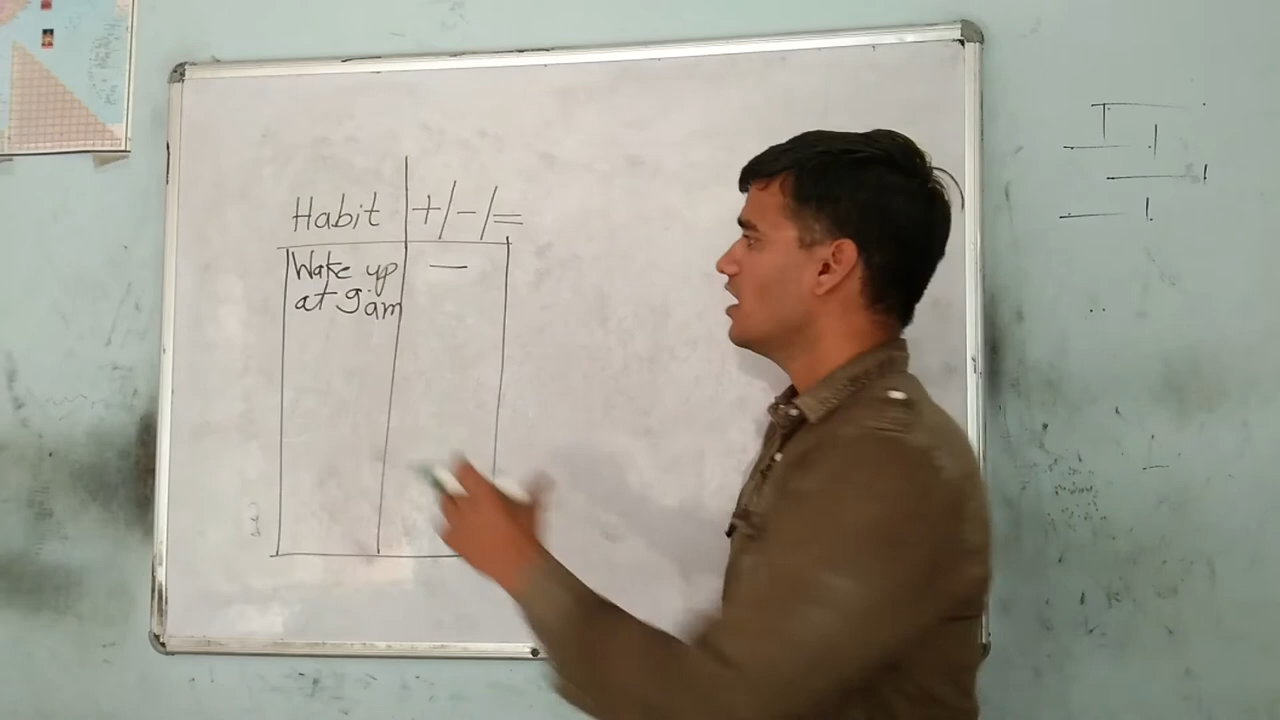 Habit +/-/=
Wake up —
at 9am